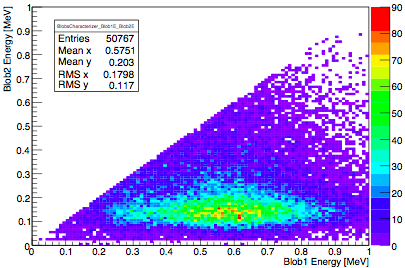 BlobsCharacterizer_Blob1E_Blob2E
Entries 50767
Mean x 0.5751
Mean y 0.203
RMS x 0.1798
RMS y 0.117
Blob2 Energy [MeV]
1
0.9
0.8
0.7
0.6
0.5
0.4
0.3
0.2
0.1
0
0 0.1 0.2 0.3 0.4 0.5 0.6 0.7 0.8 0.9 1
Blob1 Energy [MeV]
90
80
70
60
50
40
30
20
10
0